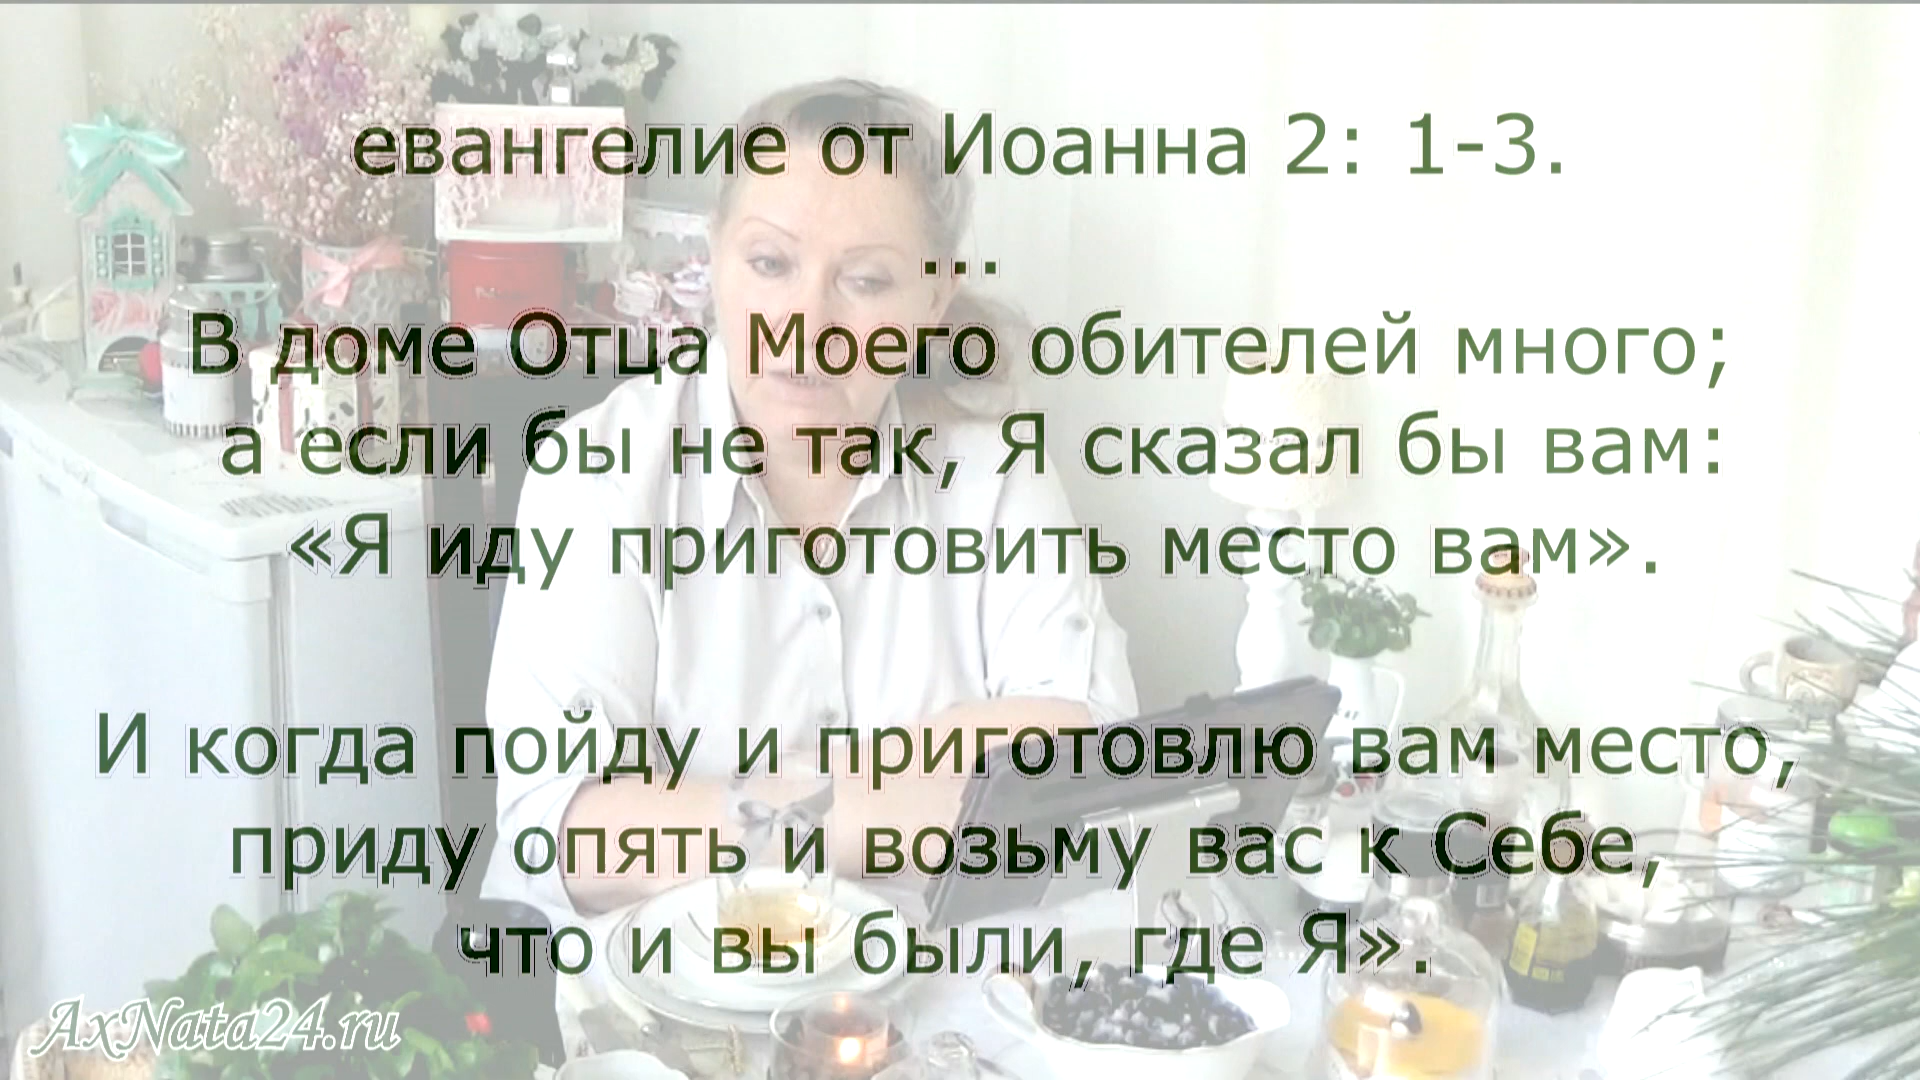 евангелие от Иоанна 2: 1-3.
...
В доме Отца Моего обителей много;
а если бы не так, Я сказал бы вам:
«Я иду приготовить место вам».
И когда пойду и приготовлю вам место,
приду опять и возьму вас к Себе,
что и вы были, где Я».
AxNata24.ru